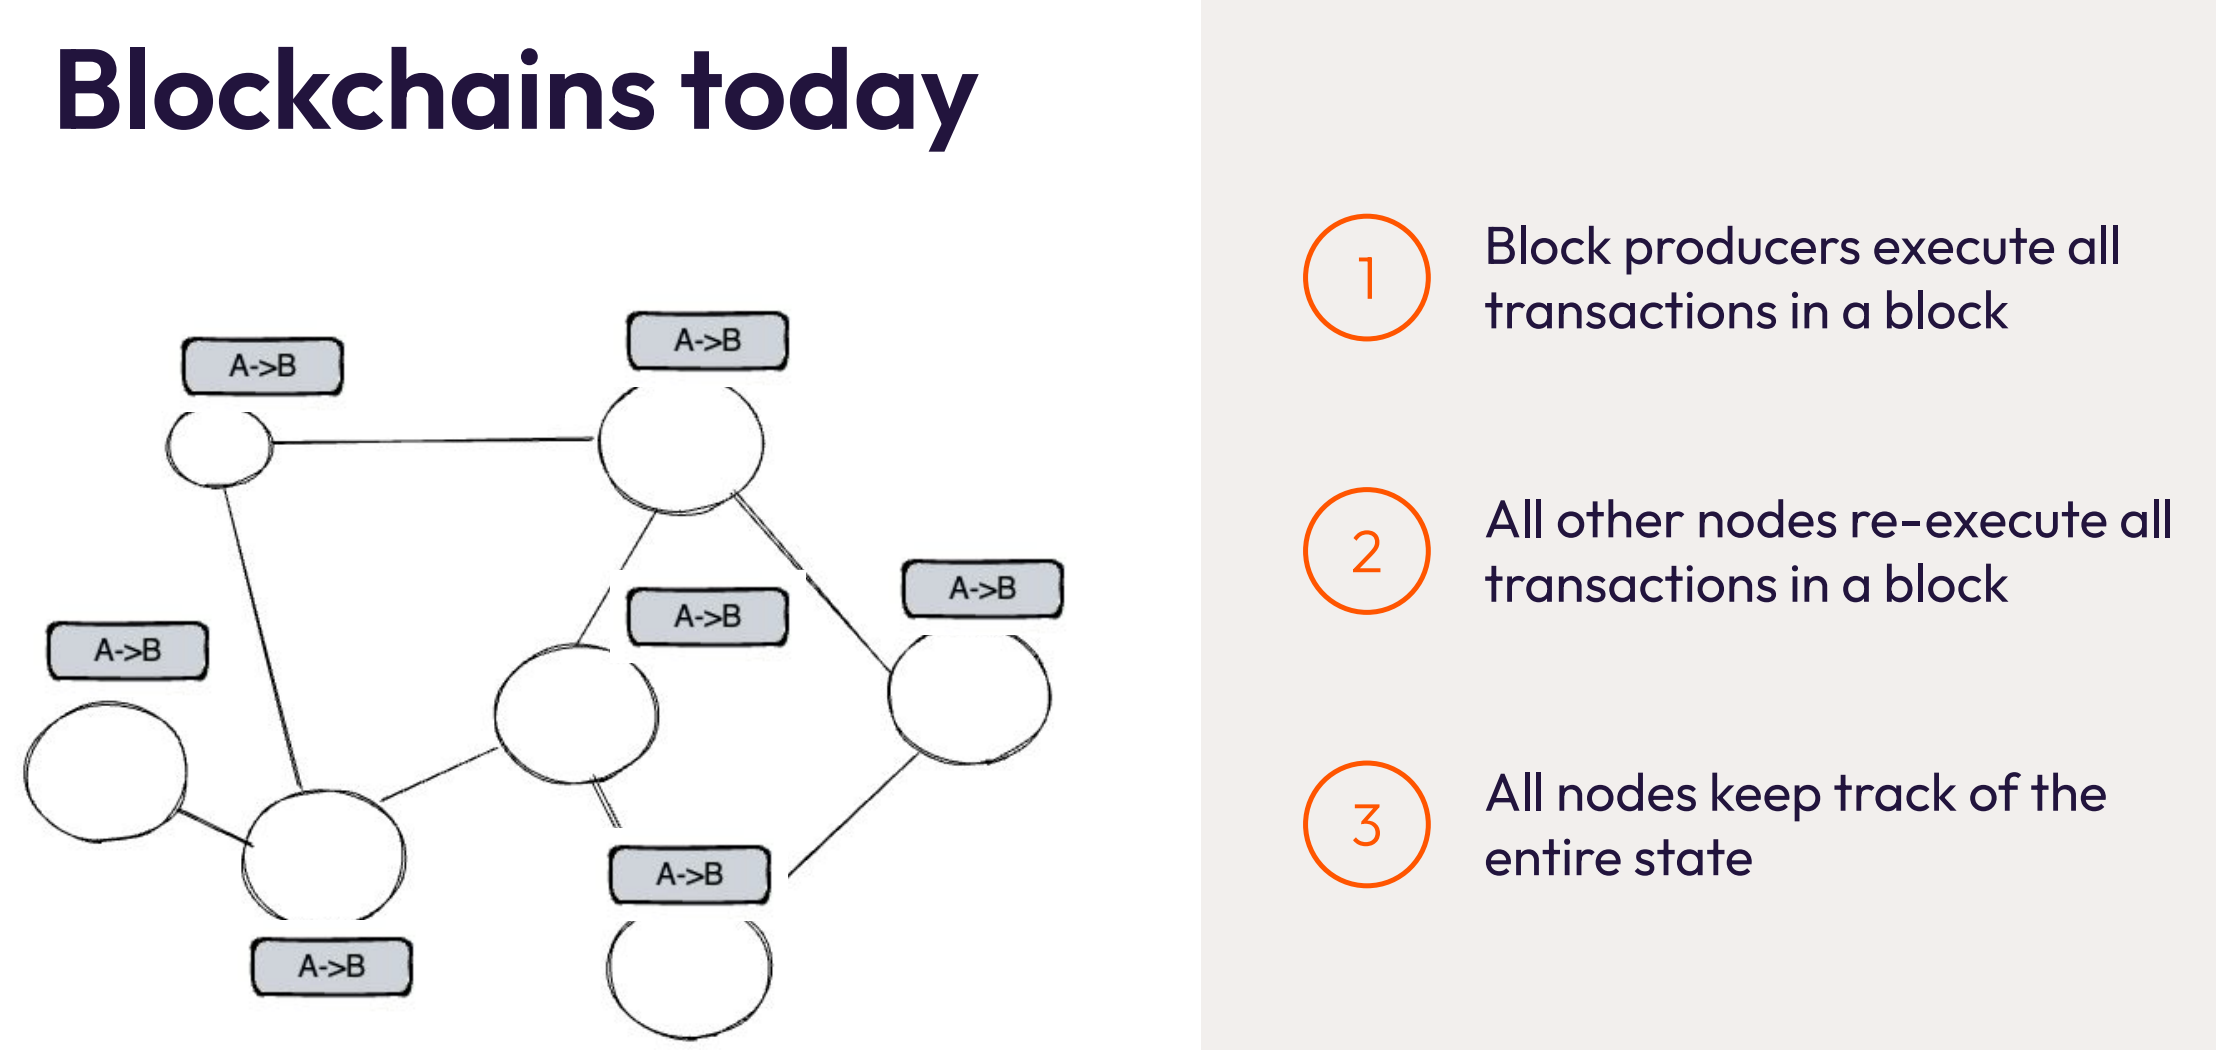 Blockchains today
A->B
A->B
A->B
A->B
A->B
A->B
A->B
1
Block producers execute all
transactions in a block
2
All other nodes re-execute all
transactions in a block
3
All nodes keep track of the
entire state